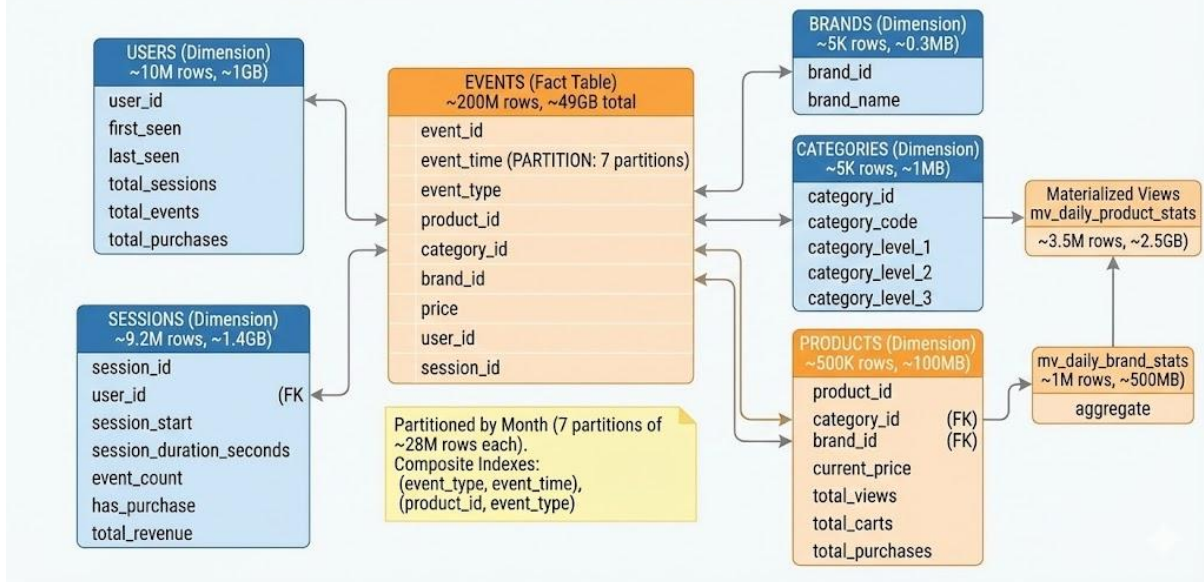 USERS (Dimension)
~10M rows, ~1GB)
user_id
first_seen
last_seen
total_sessions
total_events
total_purchases
SESSIONS (Dimension)
~9.2M rows, ~1.4GB)
session_id
user_id (FK
session_start
session_duration_seconds
event_count
has_purchase
total_revenue
EVENTS (Fact Table)
~200M rows, ~49GB total
event_id
event_time (PARTITION: 7 partitions)
event_type
product_id
category_id
brand_id
price
user_id
session_id
Partitioned by Month (7 partitions of
~28M rows each).
Composite Indexes:
(event_type, event_time),
(product_id, event_type)
BRANDS (Dimension)
~5K rows, ~0.3MB)
brand_id
brand_name
CATEGORIES (Dimension)
~5K rows, ~1MB)
category_id
category_code
category_level_1
category_level_2
category_level_3
PRODUCTS (Dimension)
~500K rows, ~100MB)
product_id
category_id (FK)
brand_id (FK)
current_price
total_views
total_carts
total_purchases
Materialized Views
mv_daily_product_stats
~3.5M rows, ~2.5GB)
mv_daily_brand_stats
~1M rows, ~500MB)
aggregate